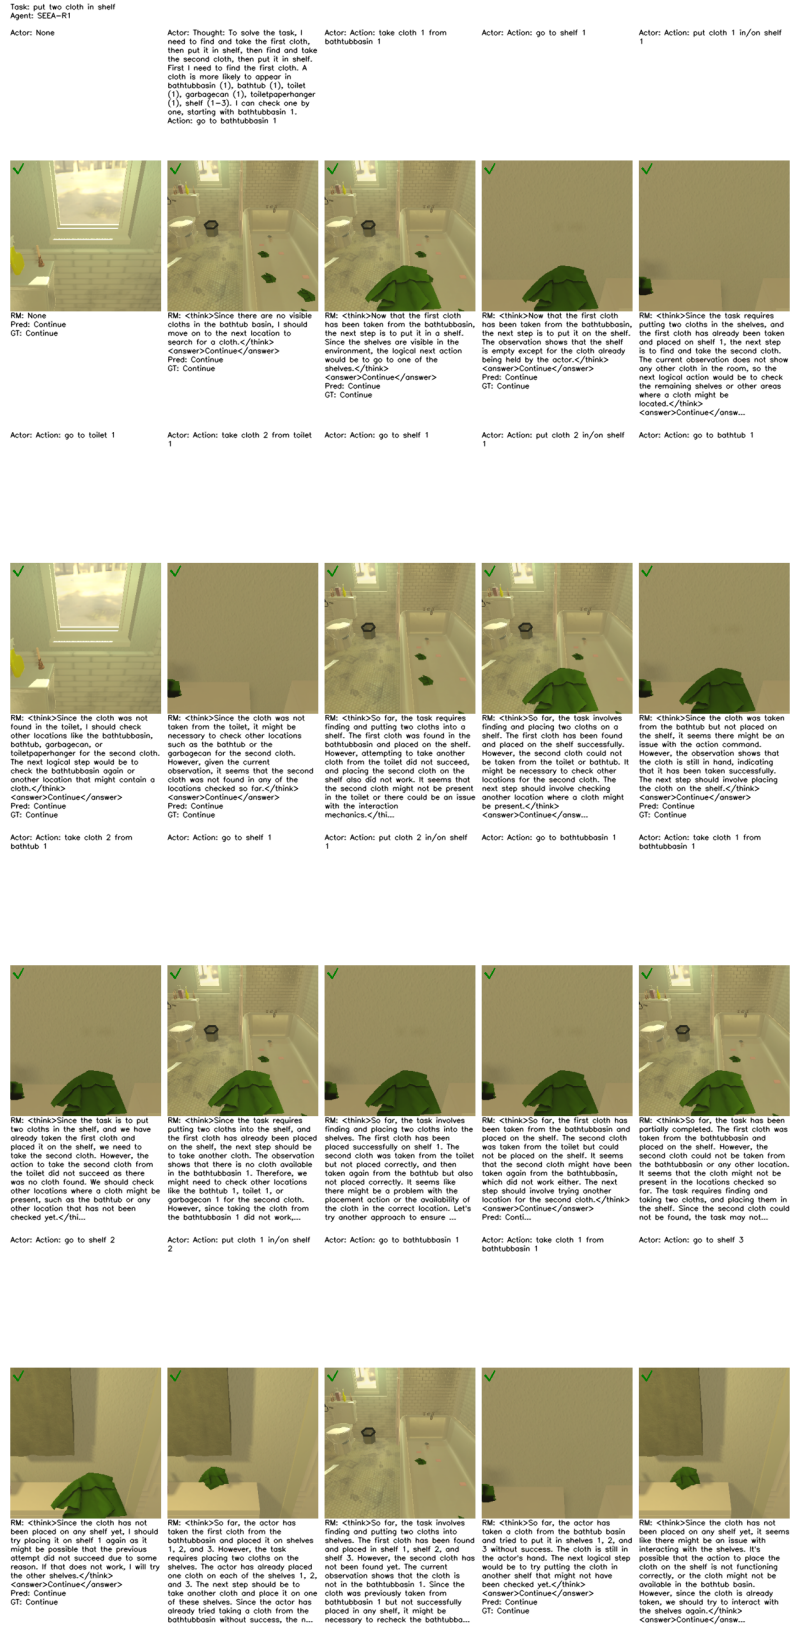 Task: put two cloth in shelf
Agent: SEEA-R1
Actor: None
Actor: Thought: To solve the task, I
need to find and take the first cloth,
then put it in shelf, then find and take
the second cloth, then put it in shelf.
First I need to find the first cloth. A
cloth is more likely to appear in
bathtubbasin (1), bathtub (1), toilet
(1), garbagecan (1), toiletpaperhanger
(1), shelf (1-3). I can check one by
one, starting with bathtubbasin 1.
Action: go to bathtubbasin 1
Actor: Action: take cloth 1 from
bathtubbasin 1
Actor: Action: go to shelf 1
Actor: Action: put cloth 1 in/on shelf
1
RM: None
Pred: Continue
GT: Continue
RM: <think>Since there are no visible
cloths in the bathtub basin, I should
move on to the next location to
search for a cloth.</think>
<answer>Continue</answer>
Pred: Continue
GT: Continue
RM: <think>Now that the first cloth
has been taken from the bathtubbasin,
the next step is to put it in a shelf.
Since the shelves are visible in the
environment, the logical next action
would be to go to one of the
shelves.</think>
<answer>Continue</answer>
Pred: Continue
GT: Continue
RM: <think>Now that the first cloth
has been taken from the bathtubbasin,
the next step is to put it on the shelf.
The observation shows that the shelf
is empty except for the cloth already
being held by the actor.</think>
<answer>Continue</answer>
Pred: Continue
GT: Continue
RM: <think>Since the task requires
putting two cloths in the shelves, and
the first cloth has already been taken
and placed on shelf 1, the next step
is to find and take the second cloth.
The current observation does not show
any other cloth in the room, so the
next logical action would be to check
the remaining shelves or other areas
where a cloth might be
located.</think>
<answer>Continue</answ...
Actor: Action: go to toilet 1
Actor: Action: take cloth 2 from toilet
1
Actor: Action: go to shelf 1
Actor: Action: put cloth 2 in/on shelf
1
Actor: Action: go to bathtub 1
RM: <think>Since the cloth was not
found in the toilet, I should check
other locations like the bathtubbasin,
bathtub, garbagecan, or
toiletpaperhanger for the second cloth.
The next logical step would be to
check the bathtubbasin again or
another location that might contain a
cloth.</think>
<answer>Continue</answer>
Pred: Continue
GT: Continue
RM: <think>Since the cloth was not
taken from the toilet, it might be
necessary to check other locations
such as the bathtub or the
garbagecan for the second cloth.
However, given the current
observation, it seems that the second
cloth was not found in any of the
locations checked so far.</think>
<answer>Continue</answer>
Pred: Continue
GT: Continue
RM: <think>So far, the task requires
finding and putting two cloths into a
shelf. The first cloth was found in the
bathtubbasin and placed on the shelf.
However, attempting to take another
cloth from the toilet did not succeed,
and placing the second cloth on the
shelf also did not work. It seems that
the second cloth might not be present
in the toilet or there could be an issue
with the interaction
mechanics.</thi...
RM: <think>So far, the task involves
finding and placing two cloths on a
shelf. The first cloth has been found
and placed on the shelf successfully.
However, the second cloth could not
be taken from the toilet or bathtub. It
might be necessary to check other
locations for the second cloth. The
next step should involve checking
another location where a cloth might
be present.</think>
<answer>Continue</answ...
RM: <think>Since the cloth was taken
from the bathtub but not placed on
the shelf, it seems there might be an
issue with the action command.
However, the observation shows that
the cloth is still in hand, indicating
that it has been taken successfully.
The next step should involve placing
the cloth on the shelf.</think>
<answer>Continue</answer>
Pred: Continue
GT: Continue
Actor: Action: take cloth 2 from
bathtub 1
Actor: Action: go to shelf 1
Actor: Action: put cloth 2 in/on shelf
1
Actor: Action: go to bathtubbasin 1
Actor: Action: take cloth 1 from
bathtubbasin 1
RM: <think>Since the task is to put
two cloths in the shelf, and we have
already taken the first cloth and
placed it on the shelf, we need to
take the second cloth. However, the
action to take the second cloth from
the toilet did not succeed as there
was no cloth found. We should check
other locations where a cloth might be
present, such as the bathtub or any
other location that has not been
checked yet.</thi...
RM: <think>Since the task requires
putting two cloths into the shelf, and
the first cloth has already been placed
on the shelf, the next step should be
to take another cloth. The observation
shows that there is no cloth available
in the bathtubbasin 1. Therefore, we
might need to check other locations
like the bathtub 1, toilet 1, or
garbagecan 1 for the second cloth.
However, since taking the cloth from
the bathtubbasin 1 did not work,...
RM: <think>So far, the task involves
finding and placing two cloths into the
shelves. The first cloth has been
placed successfully on shelf 1. The
second cloth was taken from the toilet
but not placed correctly, and then
taken again from the bathtub but also
not placed correctly. It seems like
there might be a problem with the
placement action or the availability of
the cloth in the correct location. Let's
try another approach to ensure ...
RM: <think>So far, the first cloth has
been taken from the bathtubbasin and
placed on the shelf. The second cloth
was taken from the toilet but could
not be placed on the shelf. It seems
that the second cloth might have been
taken again from the bathtubbasin,
which did not work either. The next
step should involve trying another
location for the second cloth.</think>
<answer>Continue</answer>
Pred: Conti...
RM: <think>So far, the task has been
partially completed. The first cloth
was taken from the bathtubbasin and
placed on the shelf. However, the
second cloth could not be taken from
the bathtubbasin or any other location.
It seems that the cloth might not be
present in the locations checked so
far. The task requires finding and
taking two cloths, and placing them in
the shelf. Since the second cloth could
not be found, the task may not...
Actor: Action: go to shelf 2
Actor: Action: put cloth 1 in/on shelf
2
Actor: Action: go to bathtubbasin 1
Actor: Action: take cloth 1 from
bathtubbasin 1
Actor: Action: go to shelf 3
RM: <think>Since the cloth has not
been placed on any shelf yet, I should
try placing it on shelf 1 again as it
might be possible that the previous
attempt did not succeed due to some
reason. If that does not work, I will try
the other shelves.</think>
<answer>Continue</answer>
Pred: Continue
GT: Continue
RM: <think>So far, the actor has
taken the first cloth from the
bathtubbasin and placed it on shelves
1, 2, and 3. However, the task
requires placing two cloths on the
shelves. The actor has already placed
one cloth on each of the shelves 1, 2,
and 3. The next step should be to
take another cloth and place it on one
of these shelves. Since the actor has
already tried taking a cloth from the
bathtubbasin without success, the n...
RM: <think>So far, the task involves
finding and putting two cloths into
shelves. The first cloth has been found
and placed on shelf 1, shelf 2, and
shelf 3. However, the second cloth has
not been found yet. The current
observation shows that the cloth is
not in the bathtubbasin 1. Since the
cloth was previously taken from
bathtubbasin 1 but not successfully
placed in any shelf, it might be
necessary to recheck the bathtubba...
RM: <think>So far, the actor has
taken a cloth from the bathtub basin
and tried to put it in shelves 1, 2, and
3 without success. The cloth is still in
the actor's hand. The next logical step
would be to try putting the cloth in
another shelf that might not have
been checked yet.</think>
<answer>Continue</answer>
Pred: Continue
GT: Continue
RM: <think>Since the cloth has not
been placed on any shelf yet, it seems
like there might be an issue with
interacting with the shelves. It's
possible that the action to place the
cloth on the shelf is not functioning
correctly, or the cloth might not be
available in the bathtub basin.
However, since the cloth is already
taken, we should try to interact with
the shelves again.</think>
<answer>Continue</answ...